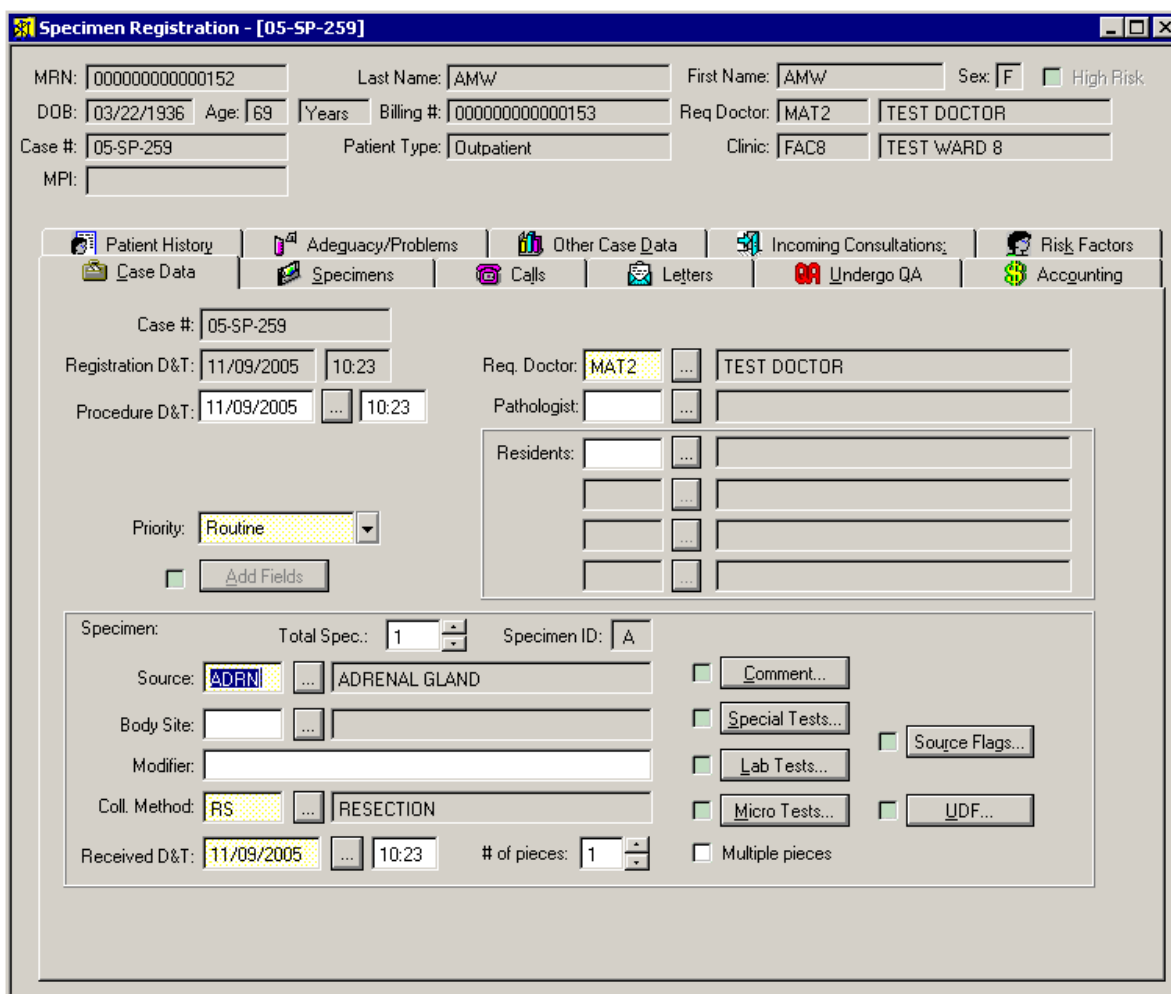 Specimen Registration - [05-SP-259]
MRN: 000000000000152 Last Name: AMW First Name: AMW Sex: F High Risk
DOB: 03/22/1936 Age: 69 Years Billing #: 000000000000153 Req Doctor: MAT2 TEST DOCTOR
Case #: 05-SP-259 Patient Type: Outpatient Clinic: FAC8 TEST WARD 8
MPI:
Patient History Adequacy/Problems Other Case Data Incoming Consultations: Risk Factors
Case Data Specimens Calls Letters QA Undergo QA Accounting
Case #: 05-SP-259
Registration D&T: 11/09/2005 10:23 Req. Doctor: MAT2 ... TEST DOCTOR
Procedure D&T: 11/09/2005 ... 10:23 Pathologist: ...
Residents: ...
...
Priority: Routine ...
Add Fields ...
Specimen: Total Spec.: 1 Specimen ID: A
Source: ADRN ... ADRENAL GLAND Comment...
Body Site: ... Special Tests... Source Flags...
Modifier: Lab Tests...
Coll. Method: RS ... RESECTION Micro Tests... UDF...
Received D&T: 11/09/2005 ... 10:23 # of pieces: 1 Multiple pieces